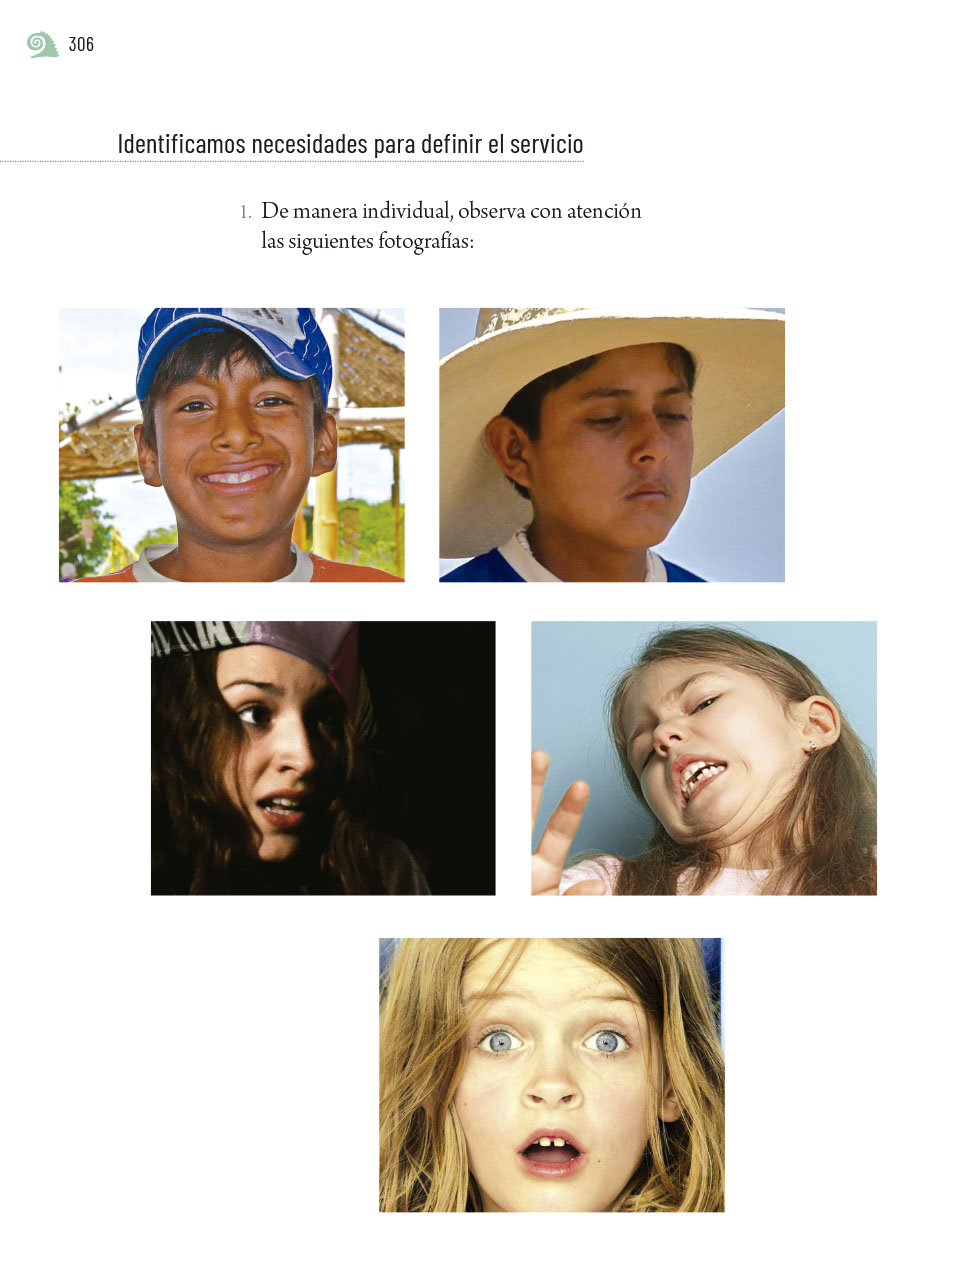 306
Identificamos necesidades para definir el servicio
1. De manera individual, observa con atención
las siguientes fotografías: